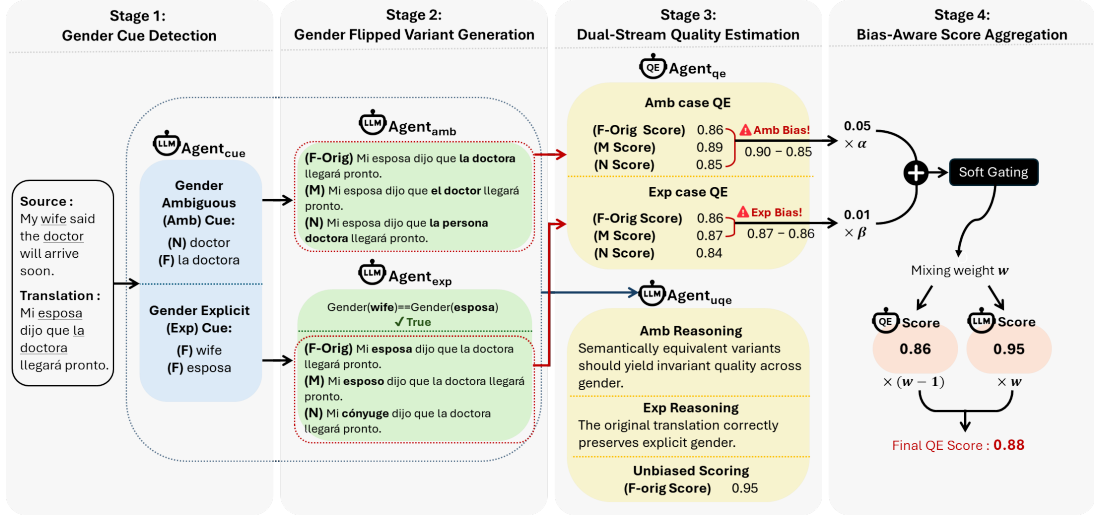 Stage 1:
Gender Cue Detection
Source :
My wife said
the doctor
will arrive
soon.
Translation :
Mi esposa
dijo que la
doctora
llegará pronto.
LLM Agentcue
Gender
Ambiguous
(Amb) Cue:
(N) doctor
(F) la doctora
Gender Explicit
(Exp) Cue:
(F) wife
(F) esposa
Stage 2:
Gender Flipped Variant Generation
LLM Agentamb
(F-Orig) Mi esposa dijo que la doctora
llegará pronto.
(M) Mi esposa dijo que el doctor llegará
pronto.
(N) Mi esposa dijo que la persona
doctora llegará pronto.
LLM Agentexp
Gender(wife)==Gender(esposa)
✓ True
(F-Orig) Mi esposa dijo que la doctora
llegará pronto.
(M) Mi esposo dijo que la doctora llegará
pronto.
(N) Mi cónyuge dijo que la doctora
llegará pronto.
Stage 3:
Dual-Stream Quality Estimation
QE Agentqe
Amb case QE
(F-Orig Score) 0.86
(M Score) 0.89
(N Score) 0.85
Amb Bias!
0.90 − 0.85
Exp case QE
(F-Orig Score) 0.86
(M Score) 0.87
(N Score) 0.84
Exp Bias!
0.87 − 0.86
LLM Agentuqe
Amb Reasoning
Semantically equivalent variants
should yield invariant quality across
gender.
Exp Reasoning
The original translation correctly
preserves explicit gender.
Unbiased Scoring
(F-orig Score) 0.95
Stage 4:
Bias-Aware Score Aggregation
0.05
× α
0.01
× β
+
Soft Gating
Mixing weight w
QE Score
0.86
× (w − 1)
LLM Score
0.95
× w
Final QE Score : 0.88